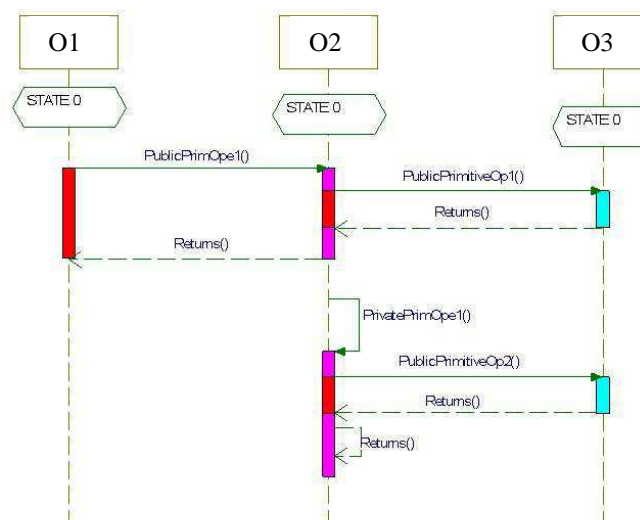 O1
O2
O3
STATE 0
STATE 0
STATE 0
PublicPrimOpe1()
PublicPrimitiveOp1()
Returns()
Returns()
PrivatePrimOpe1()
PublicPrimitiveOp2()
Returns()
Returns()